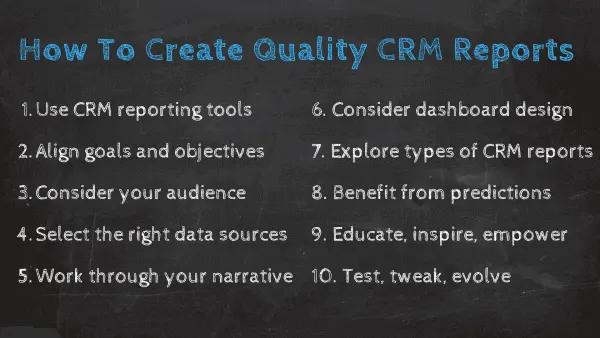 How To Create Quality CRM Reports
1. Use CRM reporting tools
2. Align goals and objectives
3. Consider your audience
4. Select the right data sources
5. Work through your narrative
6. Consider dashboard design
7. Explore types of CRM reports
8. Benefit from predictions
9. Educate, inspire, empower
10. Test, tweak, evolve